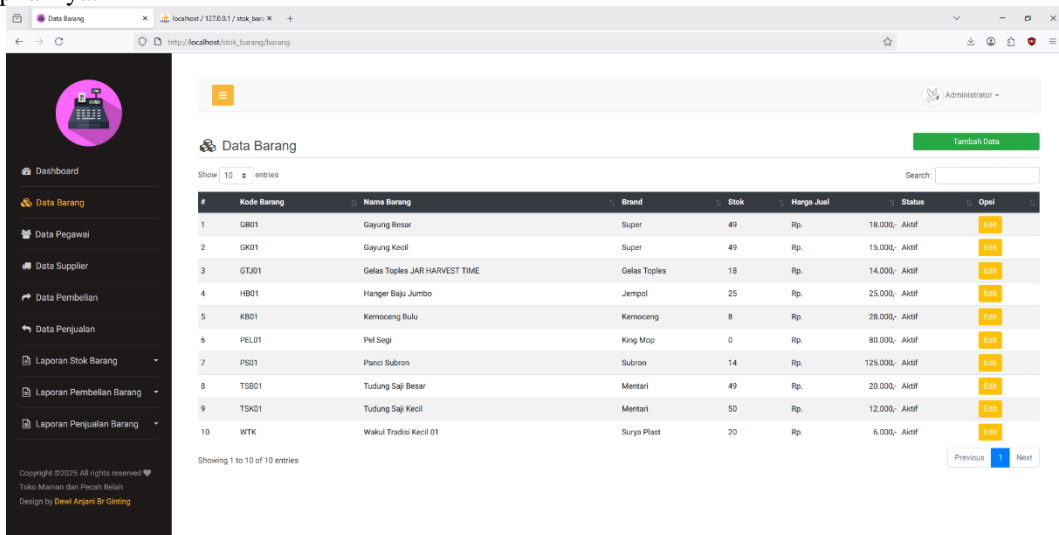 Data Barang
localhost / 127.0.0.1 / stok_bara
http://localhost/stok_barang/barang
Administrator
Data Barang
Tambah Data
Show 10 entries
Search:
# Kode Barang Nama Barang Brand Stok Harga Jual Status Opsi
1 GB01 Gayung Besar Super 49 Rp. 18.000,- Aktif Edit
2 GK01 Gayung Kecil Super 49 Rp. 15.000,- Aktif Edit
3 GTJ01 Gelas Toples JAR HARVEST TIME Gelas Toples 18 Rp. 14.000,- Aktif Edit
4 HB01 Hanger Baju Jumbo Jempol 25 Rp. 25.000,- Aktif Edit
5 KB01 Kemoceng Bulu Kemoceng 8 Rp. 28.000,- Aktif Edit
6 PEL01 Pel Segi King Mop 0 Rp. 80.000,- Aktif Edit
7 PS01 Panci Subron Subron 14 Rp. 125.000,- Aktif Edit
8 TSB01 Tudung Saji Besar Mentari 49 Rp. 20.000,- Aktif Edit
9 TSK01 Tudung Saji Kecil Mentari 50 Rp. 12.000,- Aktif Edit
10 WTK Wakul Tradisi Kecil 01 Surya Plast 20 Rp. 6.000,- Aktif Edit
Showing 1 to 10 of 10 entries
Previous 1 Next
Dashboard
Data Barang
Data Pegawai
Data Supplier
Data Pembelian
Data Penjualan
Laporan Stok Barang
Laporan Pembelian Barang
Laporan Penjualan Barang
Copyright ©2025 All rights reserved
Toko Mainan dan Pecah Belah
Design by Dewi Anjani Br Ginting